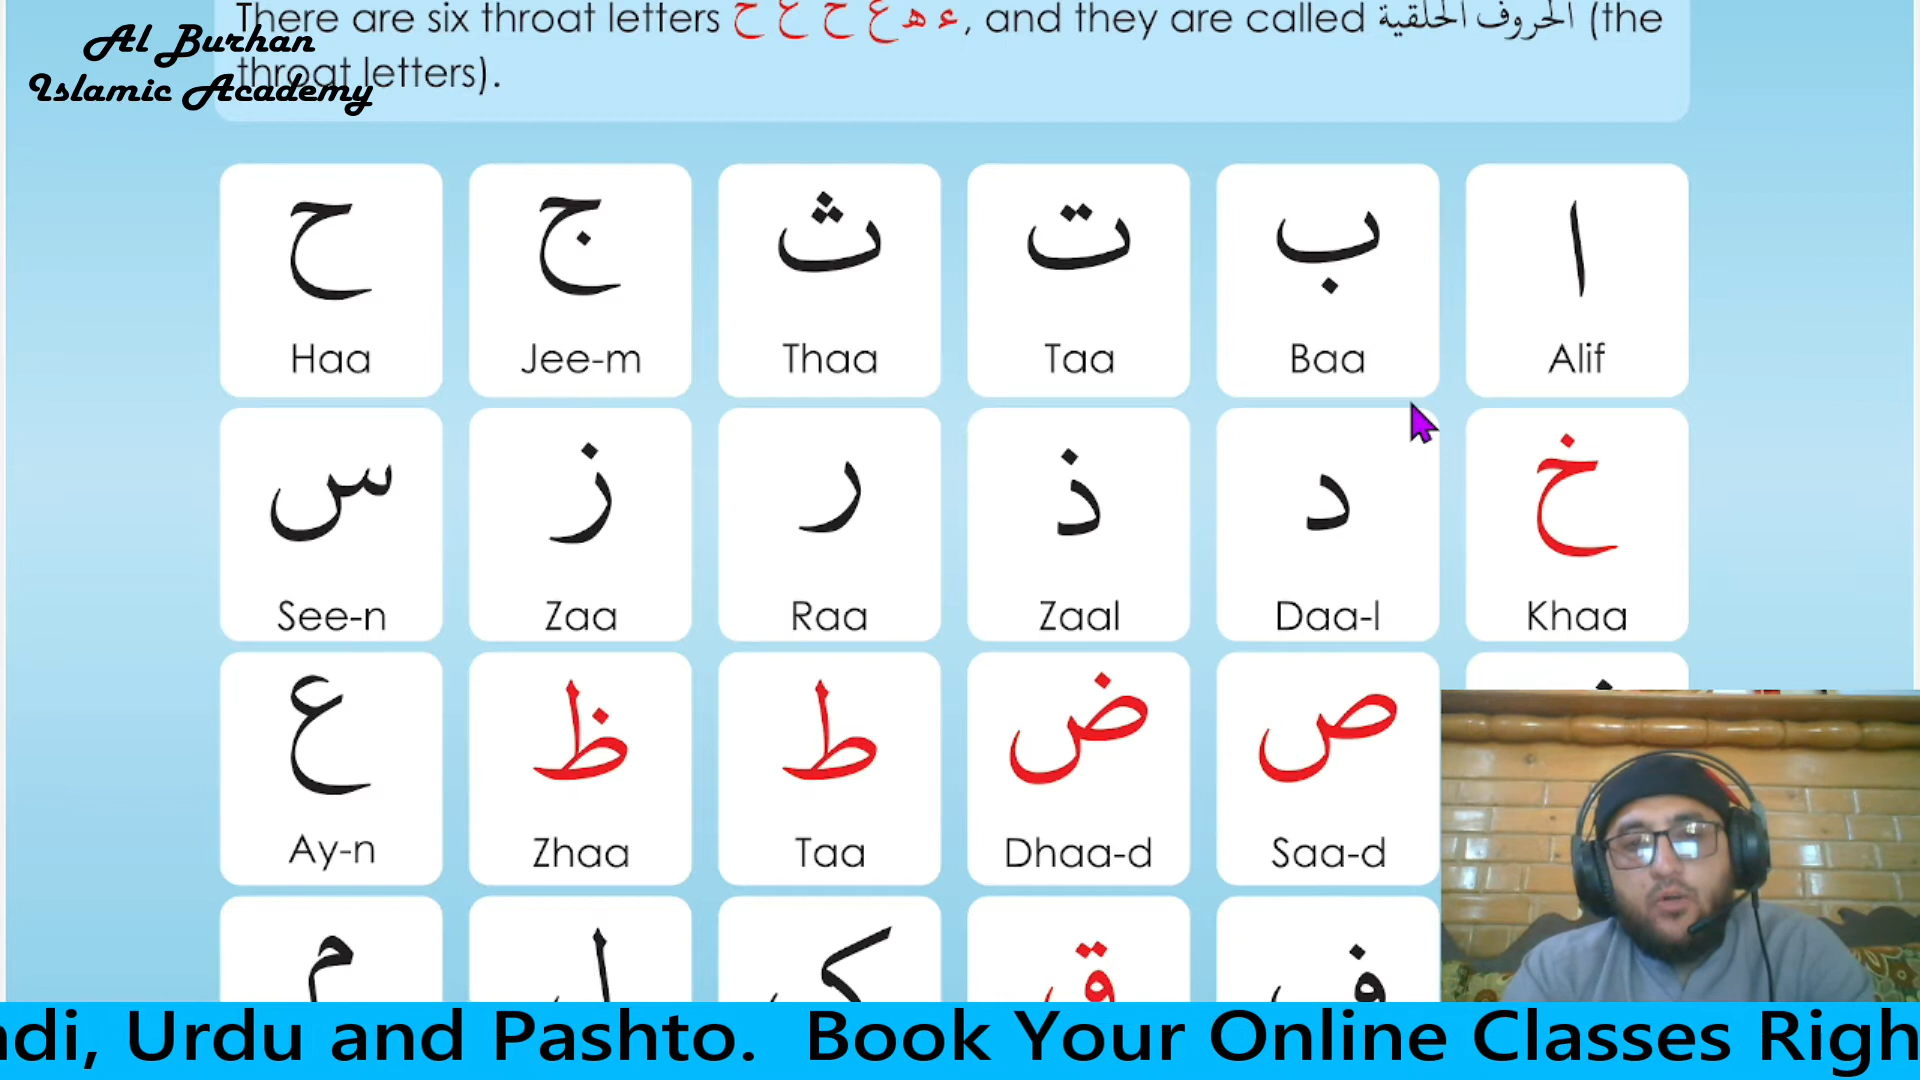 There are six throat letters ء ه ع ح غ خ, and they are called الحروف الحلقية (the
throat letters).
Al Burhan
Islamic Academy
ا ب ت ث ج ح
Alif Baa Taa Thaa Jee-m Haa
خ د ذ ر ز س
Khaa Daa-l Zaal Raa Zaa See-n
ص ض ط ظ ع
Saa-d Dhaa-d Taa Zhaa Ay-n
ف ق ک ل م
ndi, Urdu and Pashto. Book Your Online Classes Righ